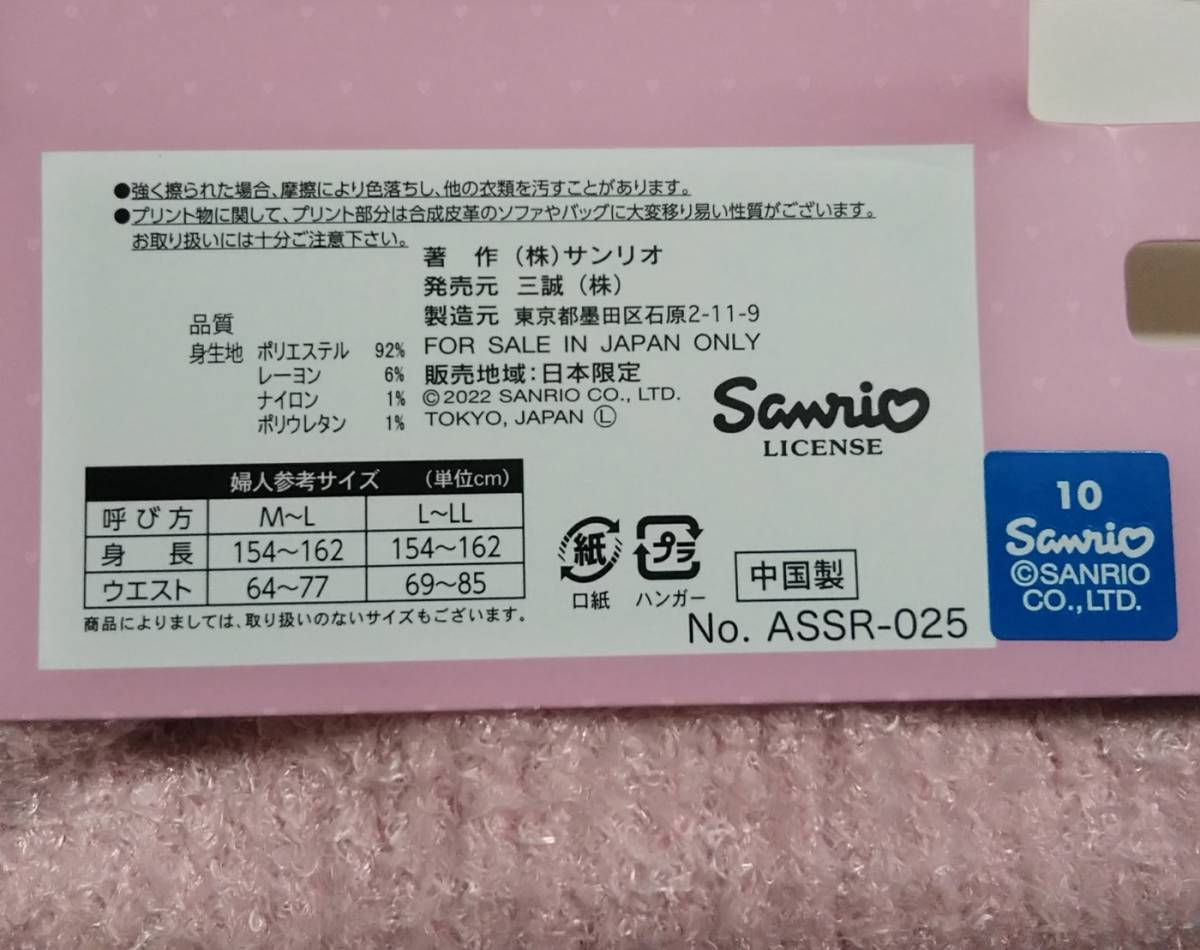 ●強く擦られた場合、摩擦により色落ちし、他の衣類を汚すことがあります。
●プリント物に関して、プリント部分は合成皮革のソファやバッグに大変移り易い性質がございます。
お取り扱いには十分ご注意下さい。
著 作 (株)サンリオ
発売元 三誠(株)
製造元 東京都墨田区石原2-11-9
FOR SALE IN JAPAN ONLY
販売地域:日本限定
©2022 SANRIO CO., LTD.
TOKYO, JAPAN Ⓛ
品質
身生地 ポリエステル 92%
レーヨン 6%
ナイロン 1%
ポリウレタン 1%
Sanrio
LICENSE
婦人参考サイズ (単位cm)
呼び方 M~L L~LL
身 長 154~162 154~162
ウエスト 64~77 69~85
商品によりましては、取り扱いのないサイズもございます。
紙 プラ
口紙 ハンガー
中国製
No. ASSR-025
10
Sanrio
©SANRIO
CO.,LTD.